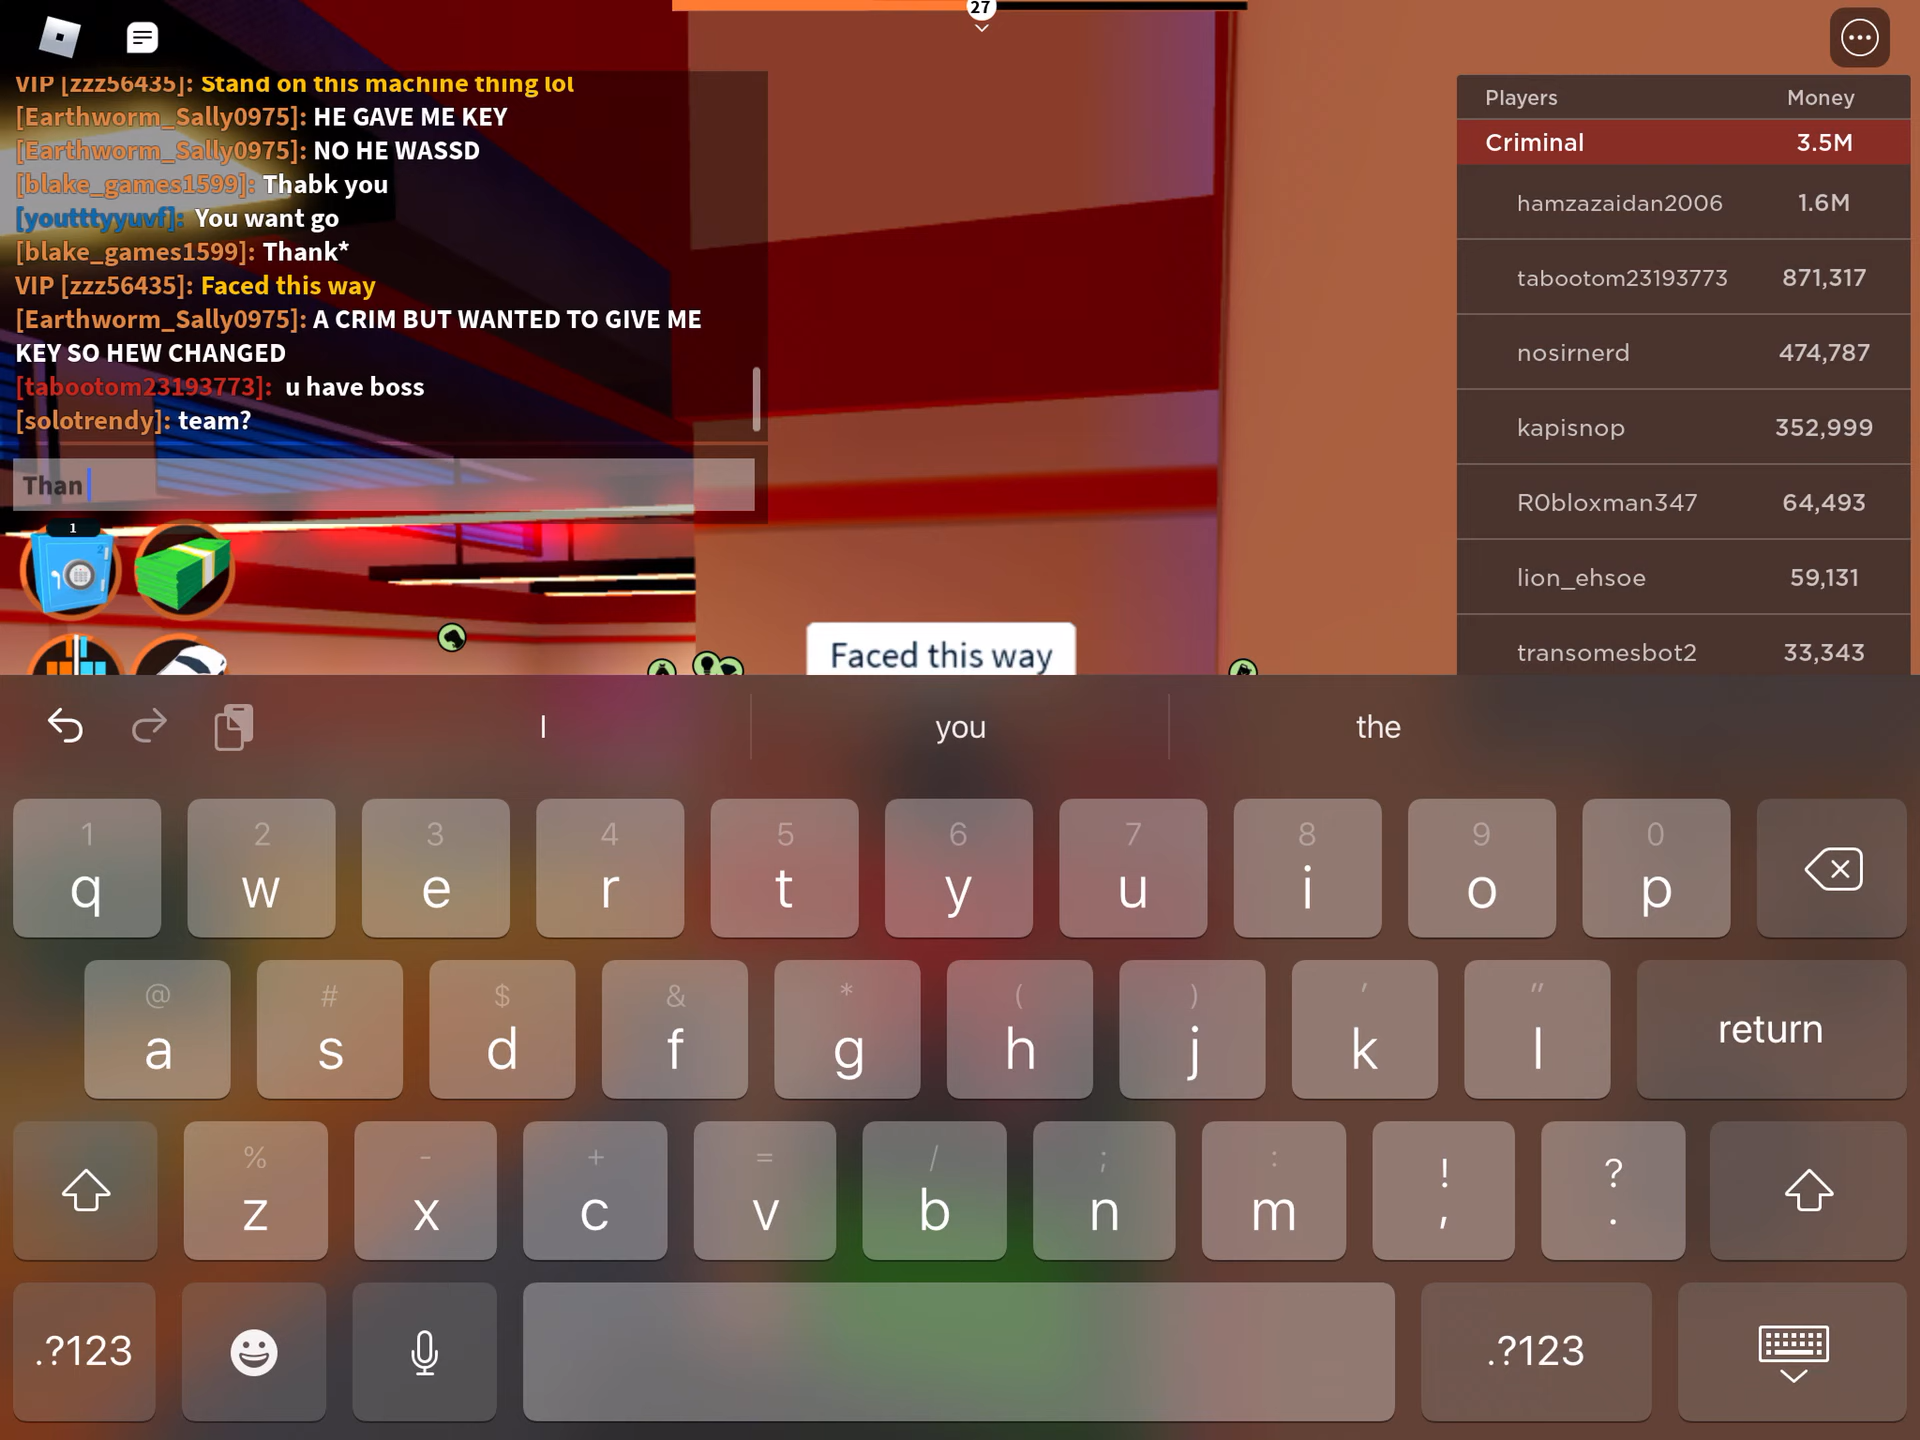 27
VIP [zzz56435]: Stand on this machine thing lol
[Earthworm_Sally0975]: HE GAVE ME KEY
[Earthworm_Sally0975]: NO HE WASSD
[blake_games1599]: Thabk you
[youtttyyuvf]: You want go
[blake_games1599]: Thank*
VIP [zzz56435]: Faced this way
[Earthworm_Sally0975]: A CRIM BUT WANTED TO GIVE ME
KEY SO HEW CHANGED
[tabootom23193773]: u have boss
[solotrendy]: team?
Than
1
Players Money
Criminal 3.5M
hamzazaidan2006 1.6M
tabootom23193773 871,317
nosirnerd 474,787
kapisnop 352,999
R0bloxman347 64,493
lion_ehsoe 59,131
transomesbot2 33,343
Faced this way
I you the
1 2 3 4 5 6 7 8 9 0
q w e r t y u i o p
@ # $ & * ( ) ' "
a s d f g h j k l return
% - + = / ; : ! ?
z x c v b n m , .
.?123 .?123